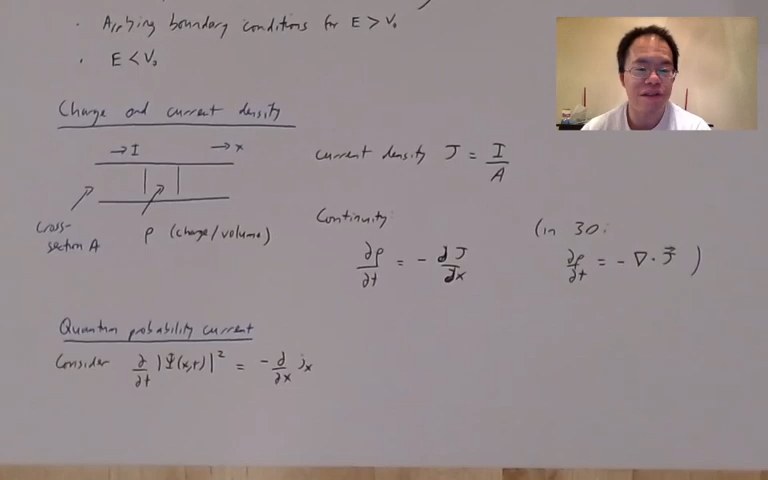 · Applying boundary conditions for E > V₀
· E < V₀
Charge and current density
→ I → x
Cross-section A
ρ (charge/volume)
current density J = I/A
Continuity:
∂ρ/∂t = - ∂J/∂x
(in 3D:
∂ρ/∂t = - ∇ · J⃗ )
Quantum probability current
Consider ∂/∂t |Ψ(x,t)|² = - ∂/∂x jₓ